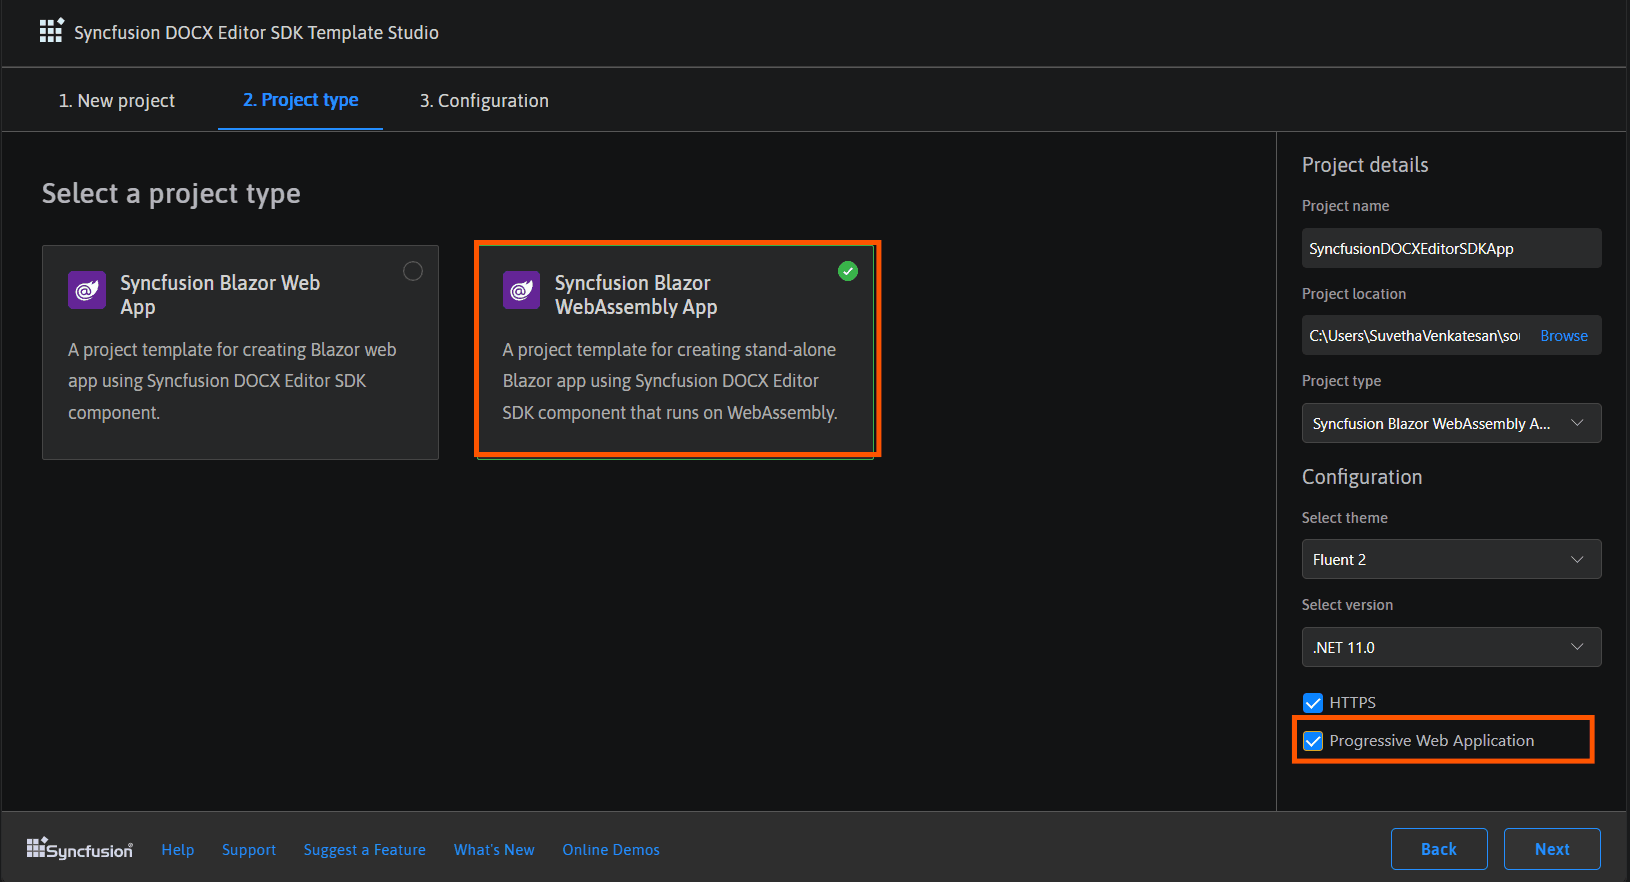 Syncfusion DOCX Editor SDK Template Studio
1. New project
2. Project type
3. Configuration
Select a project type
Syncfusion Blazor Web
App
A project template for creating Blazor web
app using Syncfusion DOCX Editor SDK
component.
Syncfusion Blazor
WebAssembly App
A project template for creating stand-alone
Blazor app using Syncfusion DOCX Editor
SDK component that runs on WebAssembly.
Project details
Project name
SyncfusionDOCXEditorSDKApp
Project location
C:\Users\SuvethaVenkatesan\sou
Browse
Project type
Syncfusion Blazor WebAssembly A...
Configuration
Select theme
Fluent 2
Select version
.NET 11.0
HTTPS
Progressive Web Application
Syncfusion®
Help
Support
Suggest a Feature
What's New
Online Demos
Back
Next